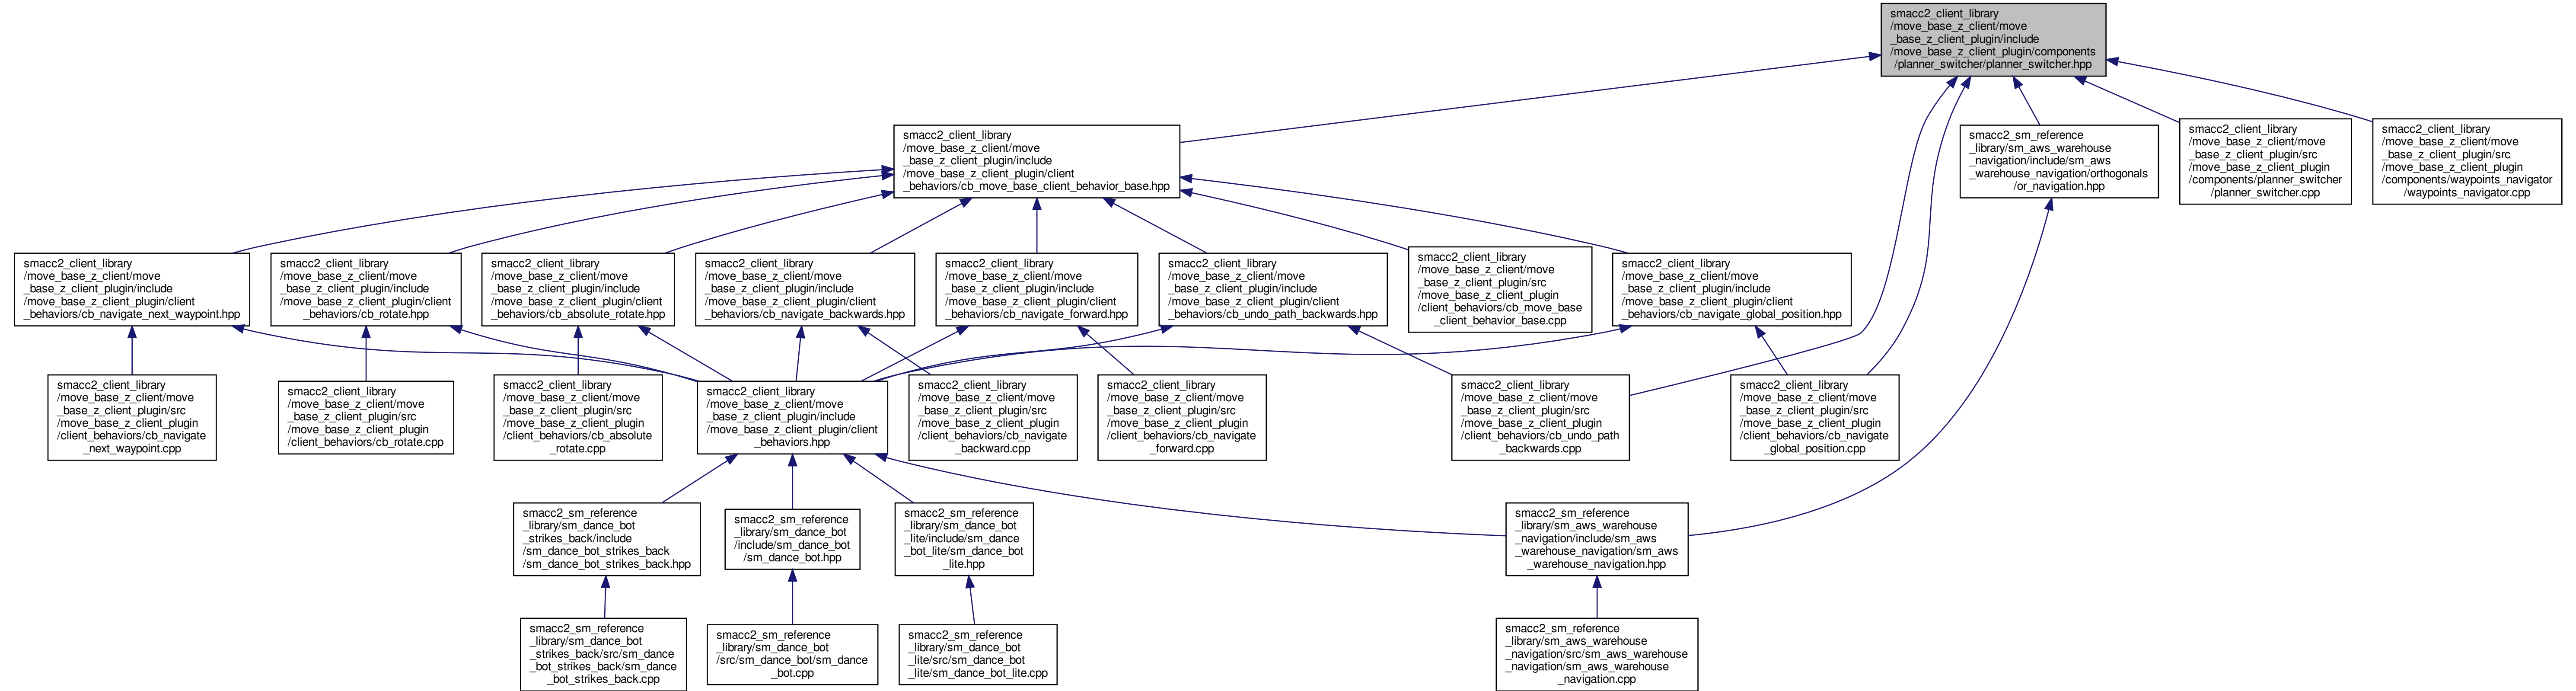 smacc2_client_library
/move_base_z_client/move
_base_z_client_plugin/include
/move_base_z_client_plugin/components
/planner_switcher/planner_switcher.hpp
smacc2_client_library
/move_base_z_client/move
_base_z_client_plugin/include
/move_base_z_client_plugin/client
_behaviors/cb_move_base_client_behavior_base.hpp
smacc2_sm_reference
_library/sm_aws_warehouse
_navigation/include/sm_aws
_warehouse_navigation/orthogonals
/or_navigation.hpp
smacc2_client_library
/move_base_z_client/move
_base_z_client_plugin/src
/move_base_z_client_plugin
/components/planner_switcher
/planner_switcher.cpp
smacc2_client_library
/move_base_z_client/move
_base_z_client_plugin/src
/move_base_z_client_plugin
/components/waypoints_navigator
/waypoints_navigator.cpp
smacc2_client_library
/move_base_z_client/move
_base_z_client_plugin/include
/move_base_z_client_plugin/client
_behaviors/cb_navigate_next_waypoint.hpp
smacc2_client_library
/move_base_z_client/move
_base_z_client_plugin/include
/move_base_z_client_plugin/client
_behaviors/cb_rotate.hpp
smacc2_client_library
/move_base_z_client/move
_base_z_client_plugin/include
/move_base_z_client_plugin/client
_behaviors/cb_absolute_rotate.hpp
smacc2_client_library
/move_base_z_client/move
_base_z_client_plugin/include
/move_base_z_client_plugin/client
_behaviors/cb_navigate_backwards.hpp
smacc2_client_library
/move_base_z_client/move
_base_z_client_plugin/include
/move_base_z_client_plugin/client
_behaviors/cb_navigate_forward.hpp
smacc2_client_library
/move_base_z_client/move
_base_z_client_plugin/include
/move_base_z_client_plugin/client
_behaviors/cb_undo_path_backwards.hpp
smacc2_client_library
/move_base_z_client/move
_base_z_client_plugin/src
/move_base_z_client_plugin
/client_behaviors/cb_move_base
_client_behavior_base.cpp
smacc2_client_library
/move_base_z_client/move
_base_z_client_plugin/include
/move_base_z_client_plugin/client
_behaviors/cb_navigate_global_position.hpp
smacc2_client_library
/move_base_z_client/move
_base_z_client_plugin/src
/move_base_z_client_plugin
/client_behaviors/cb_navigate
_next_waypoint.cpp
smacc2_client_library
/move_base_z_client/move
_base_z_client_plugin/src
/move_base_z_client_plugin
/client_behaviors/cb_rotate.cpp
smacc2_client_library
/move_base_z_client/move
_base_z_client_plugin/src
/move_base_z_client_plugin
/client_behaviors/cb_absolute
_rotate.cpp
smacc2_client_library
/move_base_z_client/move
_base_z_client_plugin/include
/move_base_z_client_plugin/client
_behaviors.hpp
smacc2_client_library
/move_base_z_client/move
_base_z_client_plugin/src
/move_base_z_client_plugin
/client_behaviors/cb_navigate
_backward.cpp
smacc2_client_library
/move_base_z_client/move
_base_z_client_plugin/src
/move_base_z_client_plugin
/client_behaviors/cb_navigate
_forward.cpp
smacc2_client_library
/move_base_z_client/move
_base_z_client_plugin/src
/move_base_z_client_plugin
/client_behaviors/cb_undo_path
_backwards.cpp
smacc2_client_library
/move_base_z_client/move
_base_z_client_plugin/src
/move_base_z_client_plugin
/client_behaviors/cb_navigate
_global_position.cpp
smacc2_sm_reference
_library/sm_dance_bot
_strikes_back/include
/sm_dance_bot_strikes_back
/sm_dance_bot_strikes_back.hpp
smacc2_sm_reference
_library/sm_dance_bot
/include/sm_dance_bot
/sm_dance_bot.hpp
smacc2_sm_reference
_library/sm_dance_bot
_lite/include/sm_dance
_bot_lite/sm_dance_bot
_lite.hpp
smacc2_sm_reference
_library/sm_aws_warehouse
_navigation/include/sm_aws
_warehouse_navigation/sm_aws
_warehouse_navigation.hpp
smacc2_sm_reference
_library/sm_dance_bot
_strikes_back/src/sm_dance
_bot_strikes_back/sm_dance
_bot_strikes_back.cpp
smacc2_sm_reference
_library/sm_dance_bot
/src/sm_dance_bot/sm_dance
_bot.cpp
smacc2_sm_reference
_library/sm_dance_bot
_lite/src/sm_dance_bot
_lite/sm_dance_bot_lite.cpp
smacc2_sm_reference
_library/sm_aws_warehouse
_navigation/src/sm_aws_warehouse
_navigation/sm_aws_warehouse
_navigation.cpp